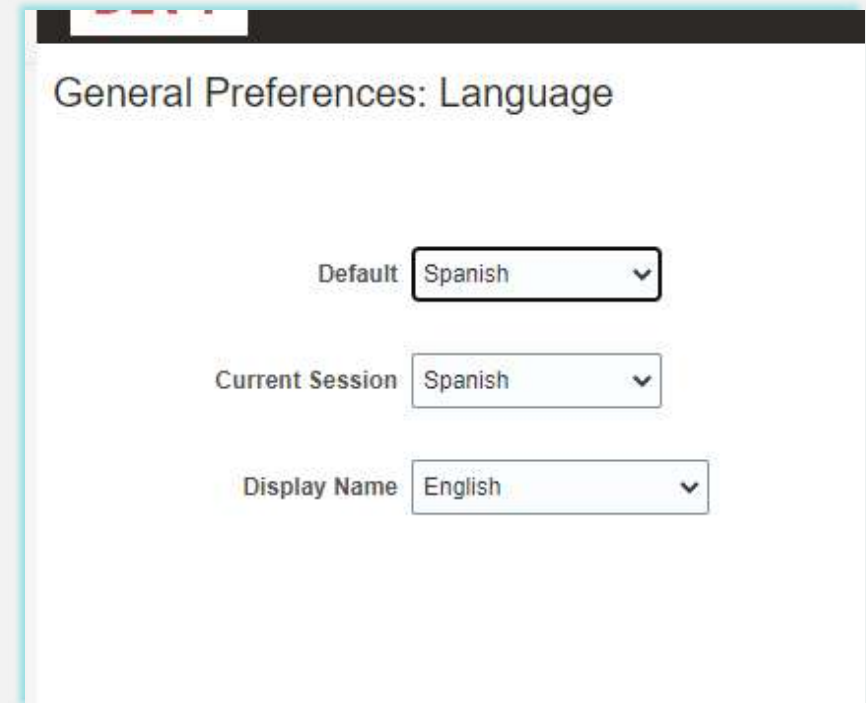 General Preferences: Language
Default Spanish
Current Session Spanish
Display Name English